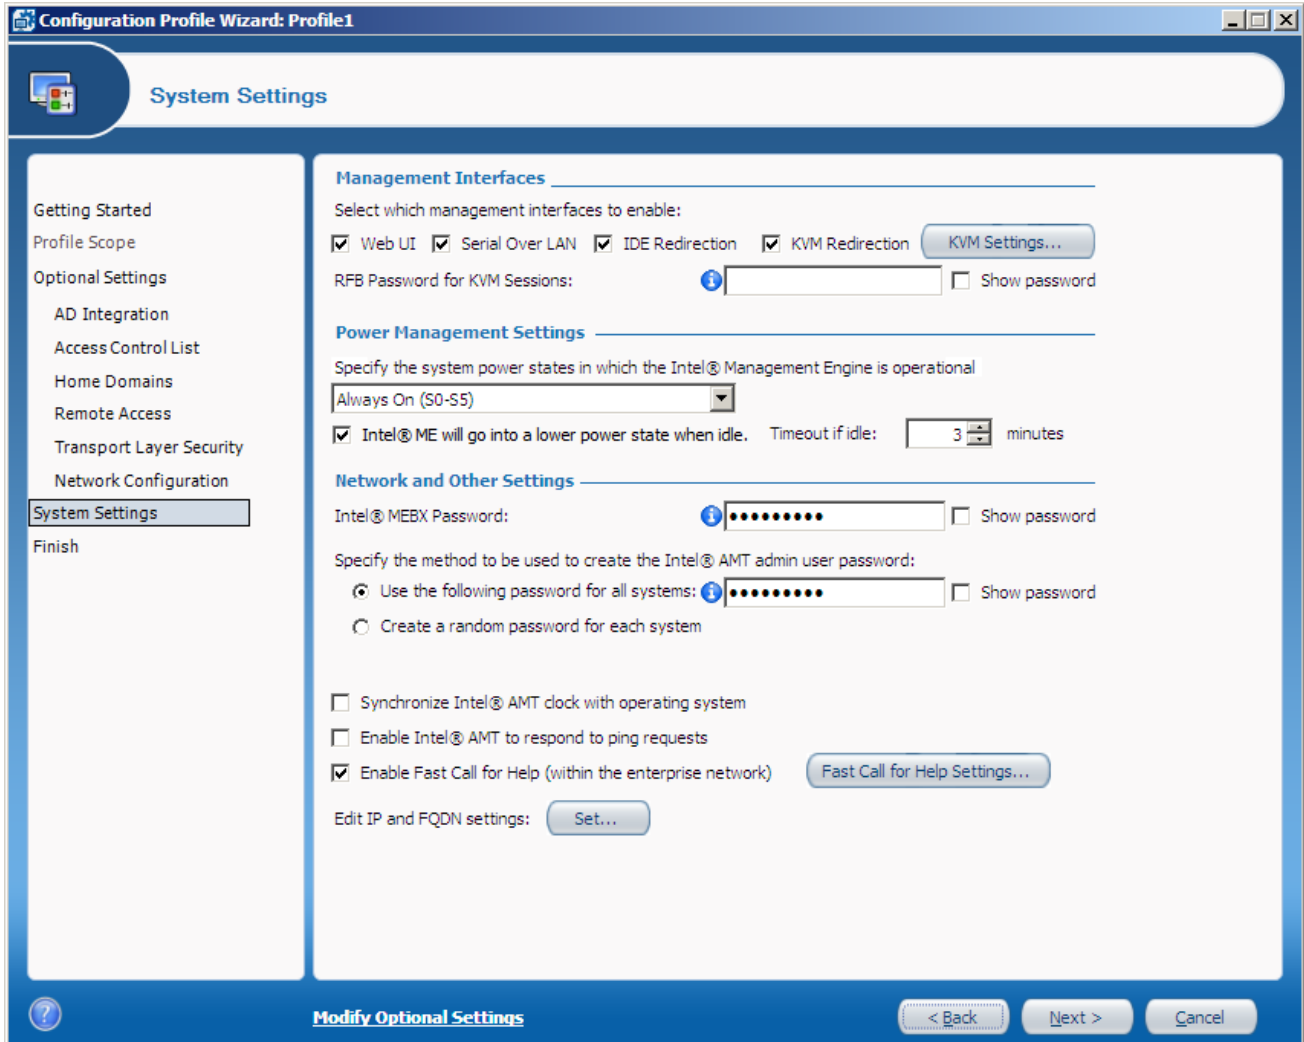 Configuration Profile Wizard: Profile1
System Settings
Getting Started
Profile Scope
Optional Settings
AD Integration
Access Control List
Home Domains
Remote Access
Transport Layer Security
Network Configuration
System Settings
Finish
Management Interfaces
Select which management interfaces to enable:
Web UI Serial Over LAN IDE Redirection KVM Redirection KVM Settings...
RFB Password for KVM Sessions: Show password
Power Management Settings
Specify the system power states in which the Intel® Management Engine is operational
Always On (S0-S5)
Intel® ME will go into a lower power state when idle. Timeout if idle: 3 minutes
Network and Other Settings
Intel® MEBX Password: ●●●●●●●●● Show password
Specify the method to be used to create the Intel® AMT admin user password:
Use the following password for all systems: ●●●●●●●●● Show password
Create a random password for each system
Synchronize Intel® AMT clock with operating system
Enable Intel® AMT to respond to ping requests
Enable Fast Call for Help (within the enterprise network) Fast Call for Help Settings...
Edit IP and FQDN settings: Set...
? Modify Optional Settings < Back Next > Cancel